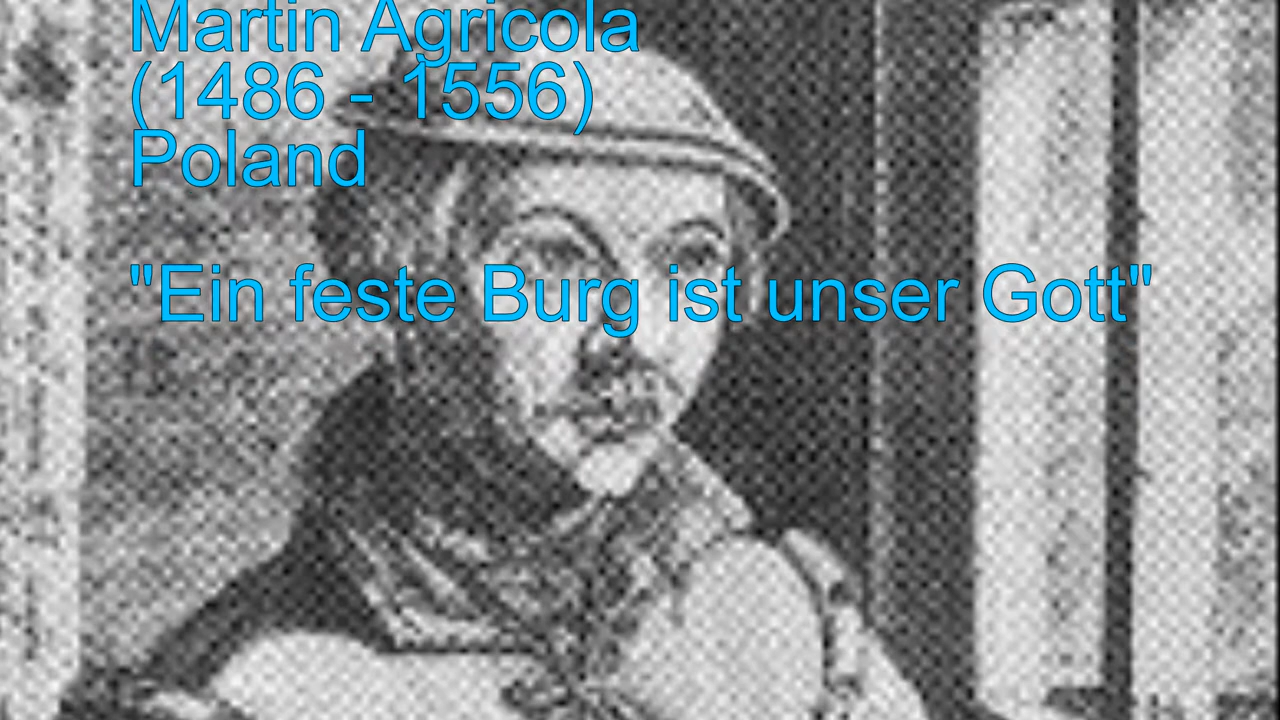 Martin Agricola
(1486 - 1556)
Poland
"Ein feste Burg ist unser Gott"